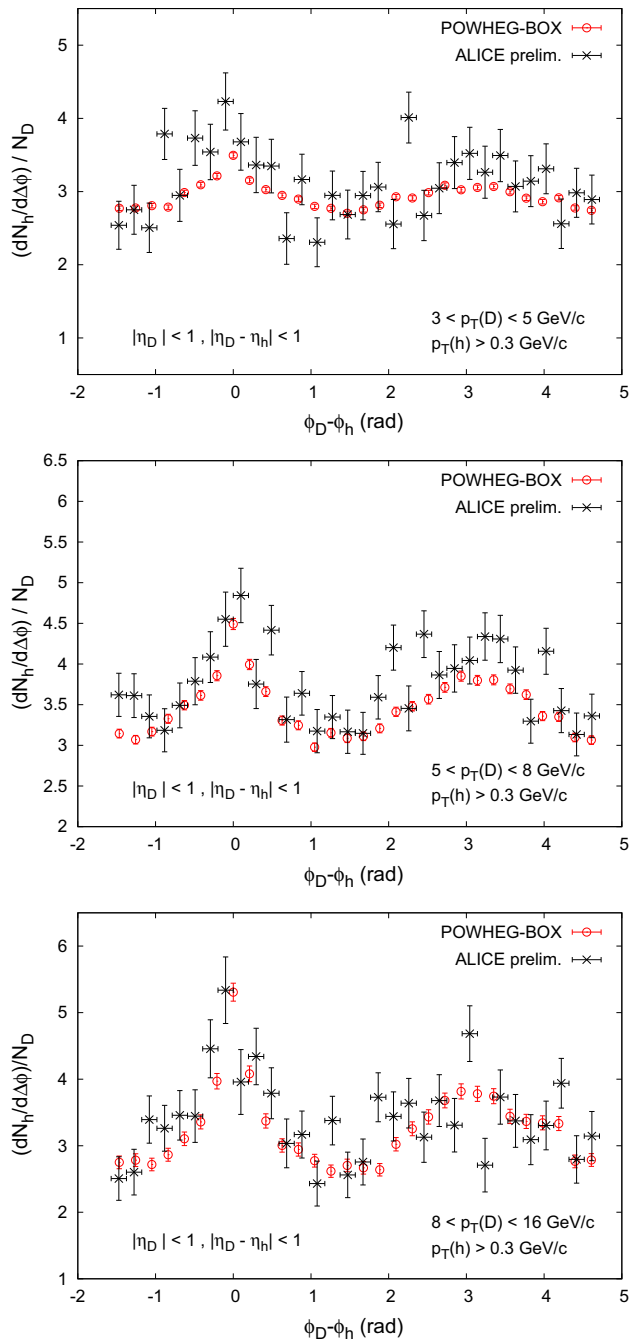 POWHEG-BOX
ALICE prelim.
(dN_h/dΔϕ) / N_D
5
4
3
2
1
|η_D | < 1 , |η_D - η_h| < 1
3 < p_T(D) < 5 GeV/c
p_T(h) > 0.3 GeV/c
-2 -1 0 1 2 3 4 5
ϕ_D-ϕ_h (rad)
POWHEG-BOX
ALICE prelim.
(dN_h/dΔϕ) / N_D
6.5
6
5.5
5
4.5
4
3.5
3
2.5
2
|η_D | < 1 , |η_D - η_h| < 1
5 < p_T(D) < 8 GeV/c
p_T(h) > 0.3 GeV/c
-2 -1 0 1 2 3 4 5
ϕ_D-ϕ_h (rad)
POWHEG-BOX
ALICE prelim.
(dN_h/dΔϕ)/N_D
6
5
4
3
2
1
|η_D | < 1 , |η_D - η_h| < 1
8 < p_T(D) < 16 GeV/c
p_T(h) > 0.3 GeV/c
-2 -1 0 1 2 3 4 5
ϕ_D-ϕ_h (rad)